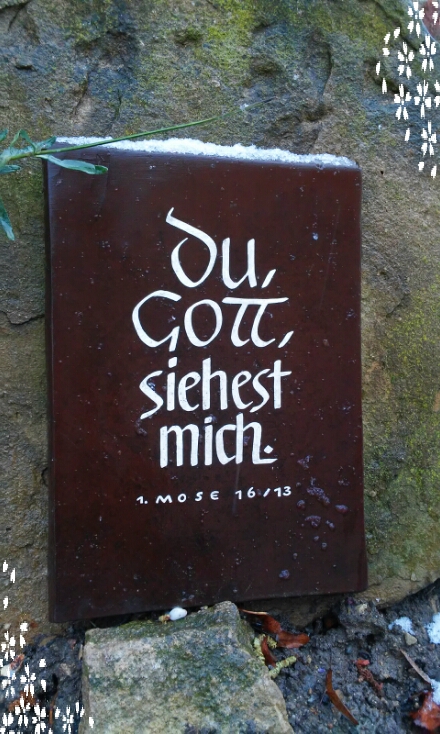 Du,
Gott,
siehest
mich.
1. MOSE 16/13